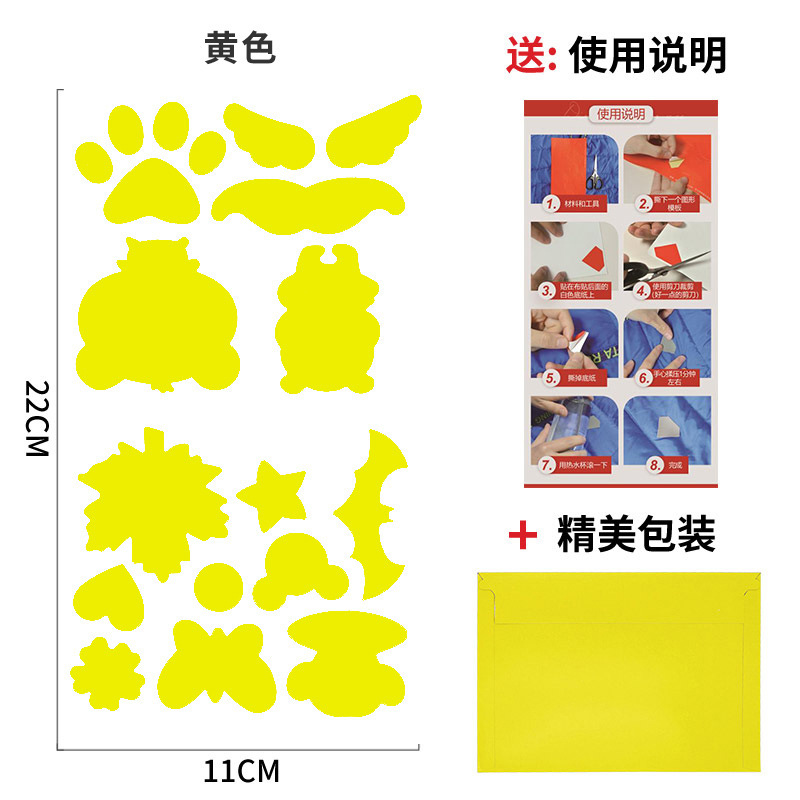 黄色
送: 使用说明
使用说明
1. 材料和工具
2. 撕下一个图形
模板
3. 贴在布贴后面的
白色底纸上
4. 使用剪刀裁剪
(好一点的剪刀)
5. 撕掉底纸
6. 手心揉压1分钟
左右
7. 用热水杯滚一下
8. 完成
22CM
+ 精美包装
11CM